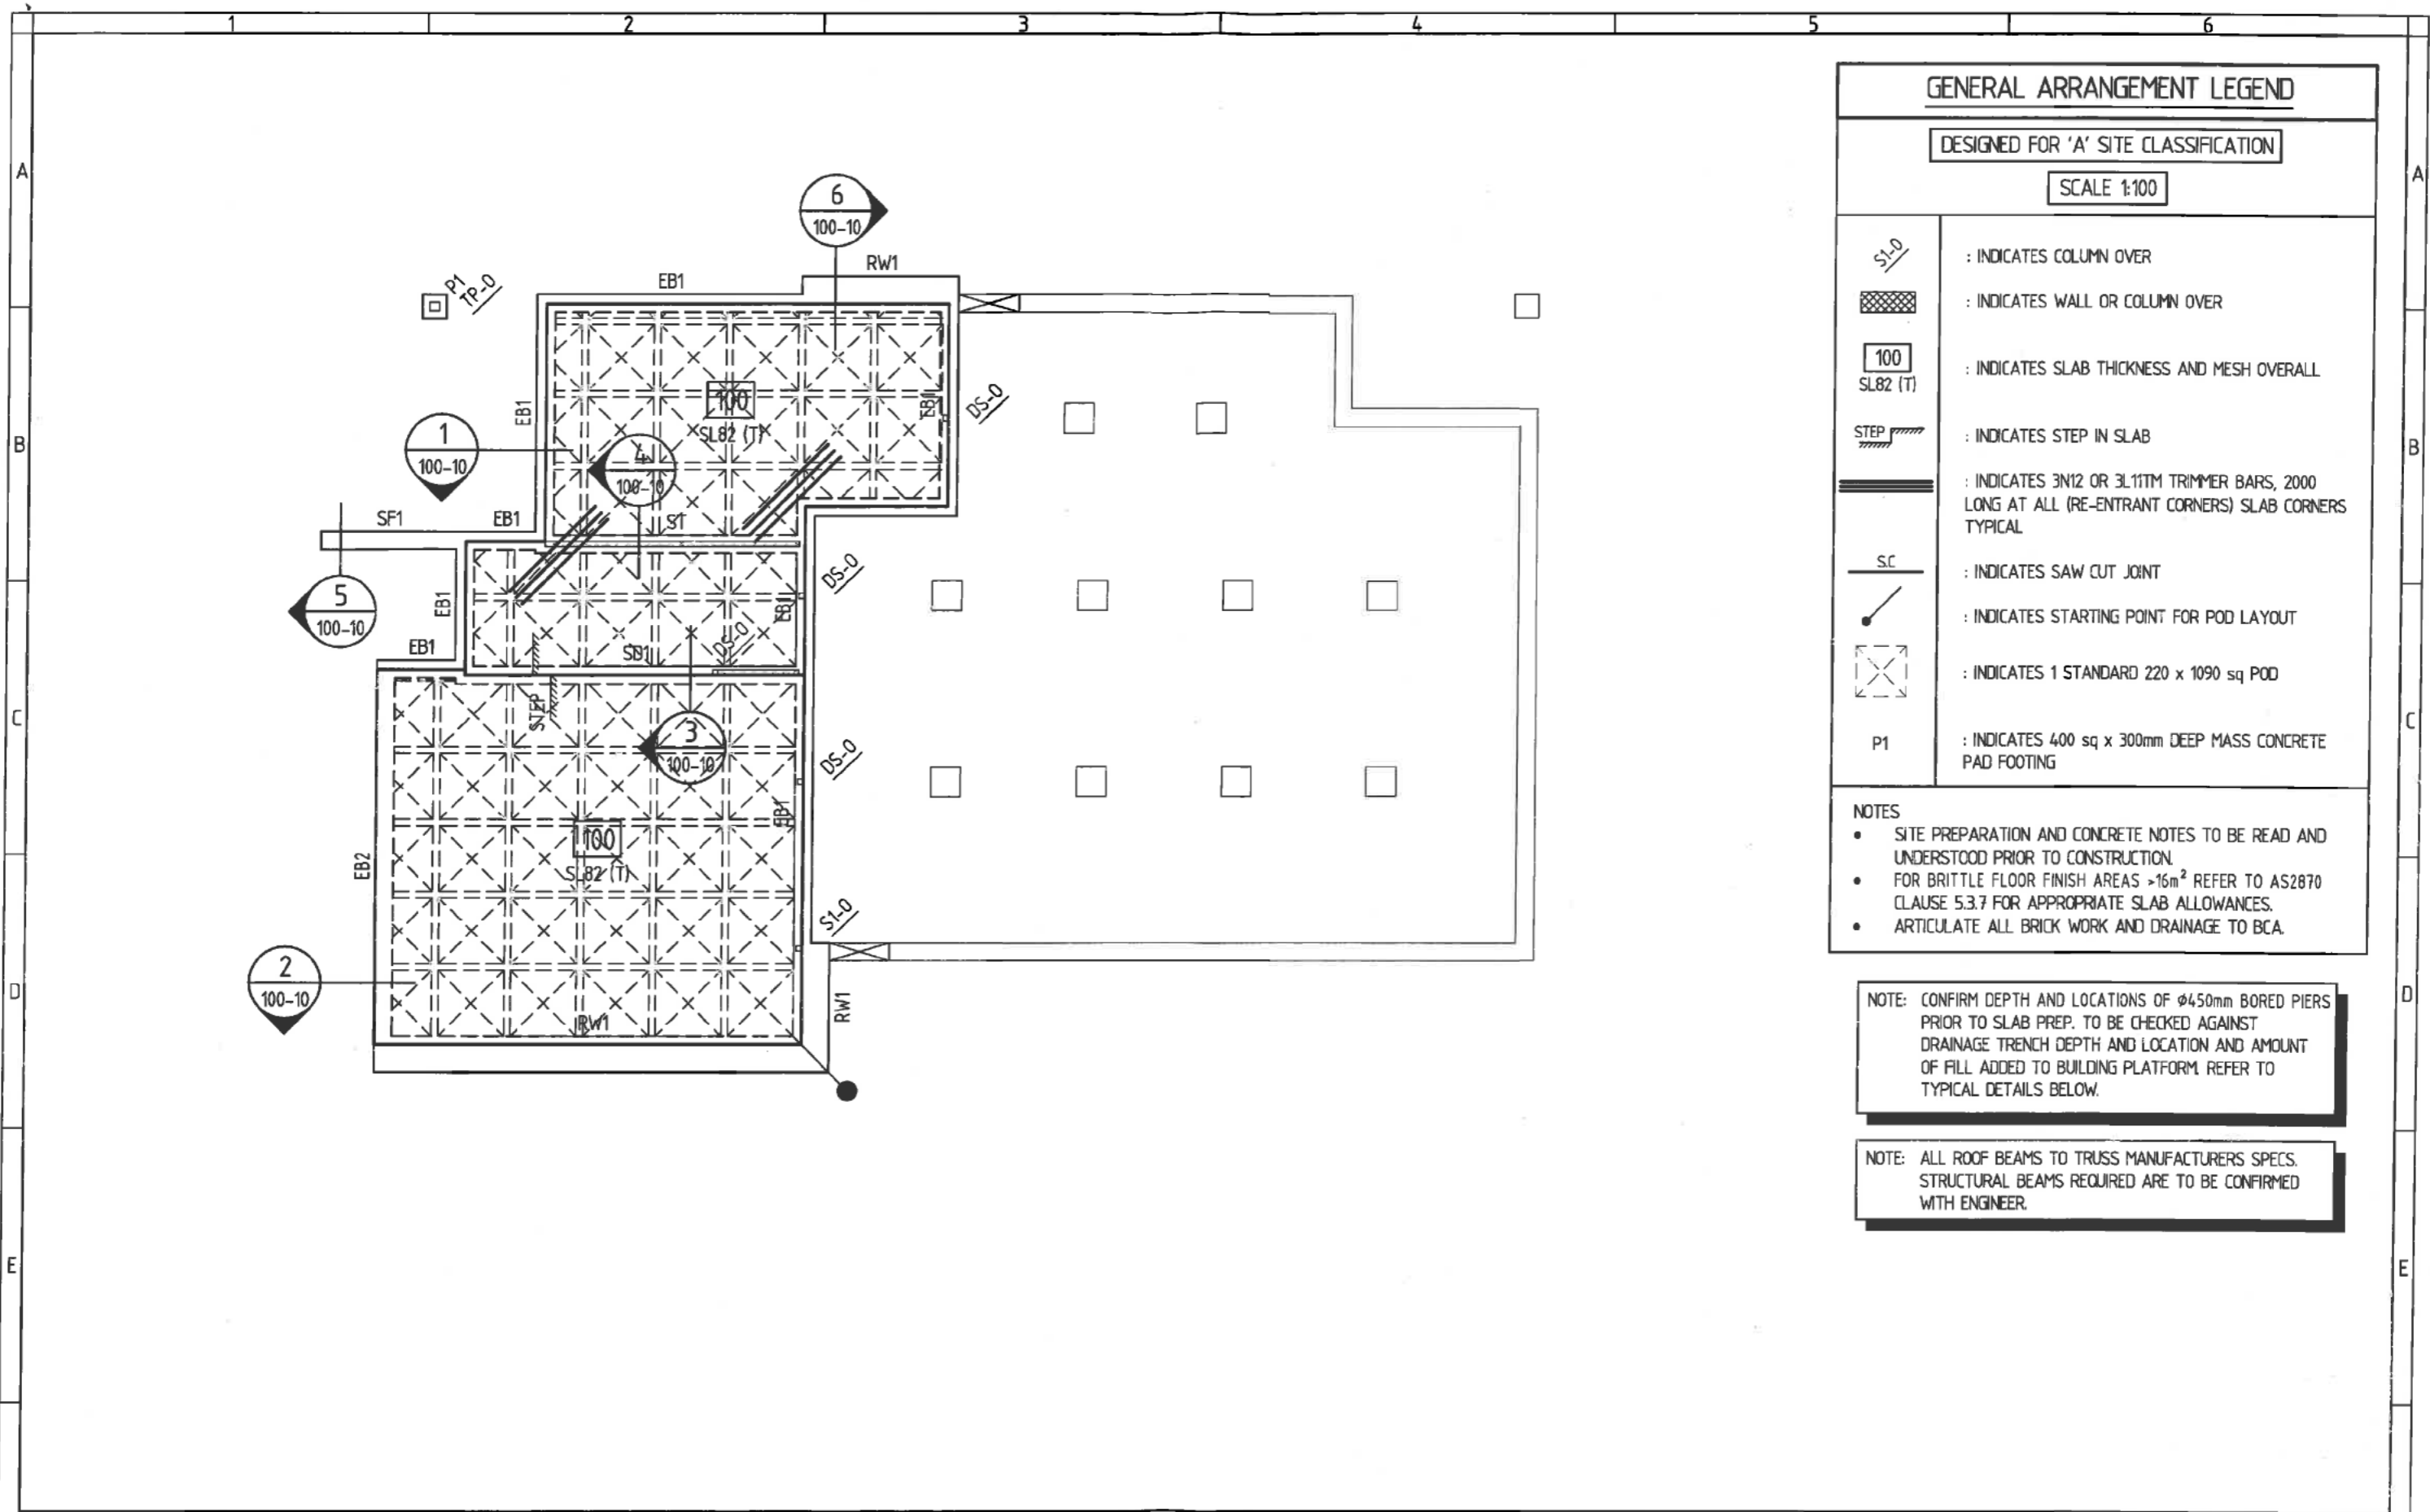 1 2 3 4 5 6
A A
B B
C C
D D
E E
6
100-10
RW1
EB1
P1
TP-0
EB1
100
SL82 (T)
EB1
DS-0
1
100-10
4
100-10
SF1
EB1
S1
DS-0
5
100-10
EB1
EB1
EB1
SD1
DS-0
STEP
3
100-10
DS-0
EB1
100
SL82 (T)
EB2
S1-0
2
100-10
RW1
RW1
GENERAL ARRANGEMENT LEGEND
DESIGNED FOR 'A' SITE CLASSIFICATION
SCALE 1:100
S1-0
: INDICATES COLUMN OVER
: INDICATES WALL OR COLUMN OVER
100
SL82 (T)
: INDICATES SLAB THICKNESS AND MESH OVERALL
STEP
: INDICATES STEP IN SLAB
: INDICATES 3N12 OR 3L11TM TRIMMER BARS, 2000
LONG AT ALL (RE-ENTRANT CORNERS) SLAB CORNERS
TYPICAL
S.C
: INDICATES SAW CUT JOINT
: INDICATES STARTING POINT FOR POD LAYOUT
: INDICATES 1 STANDARD 220 x 1090 sq POD
P1
: INDICATES 400 sq x 300mm DEEP MASS CONCRETE
PAD FOOTING
NOTES
• SITE PREPARATION AND CONCRETE NOTES TO BE READ AND
UNDERSTOOD PRIOR TO CONSTRUCTION.
• FOR BRITTLE FLOOR FINISH AREAS >16m² REFER TO AS2870
CLAUSE 5.3.7 FOR APPROPRIATE SLAB ALLOWANCES.
• ARTICULATE ALL BRICK WORK AND DRAINAGE TO BCA.
NOTE: CONFIRM DEPTH AND LOCATIONS OF Ø450mm BORED PIERS
PRIOR TO SLAB PREP. TO BE CHECKED AGAINST
DRAINAGE TRENCH DEPTH AND LOCATION AND AMOUNT
OF FILL ADDED TO BUILDING PLATFORM. REFER TO
TYPICAL DETAILS BELOW.
NOTE: ALL ROOF BEAMS TO TRUSS MANUFACTURERS SPECS.
STRUCTURAL BEAMS REQUIRED ARE TO BE CONFIRMED
WITH ENGINEER.